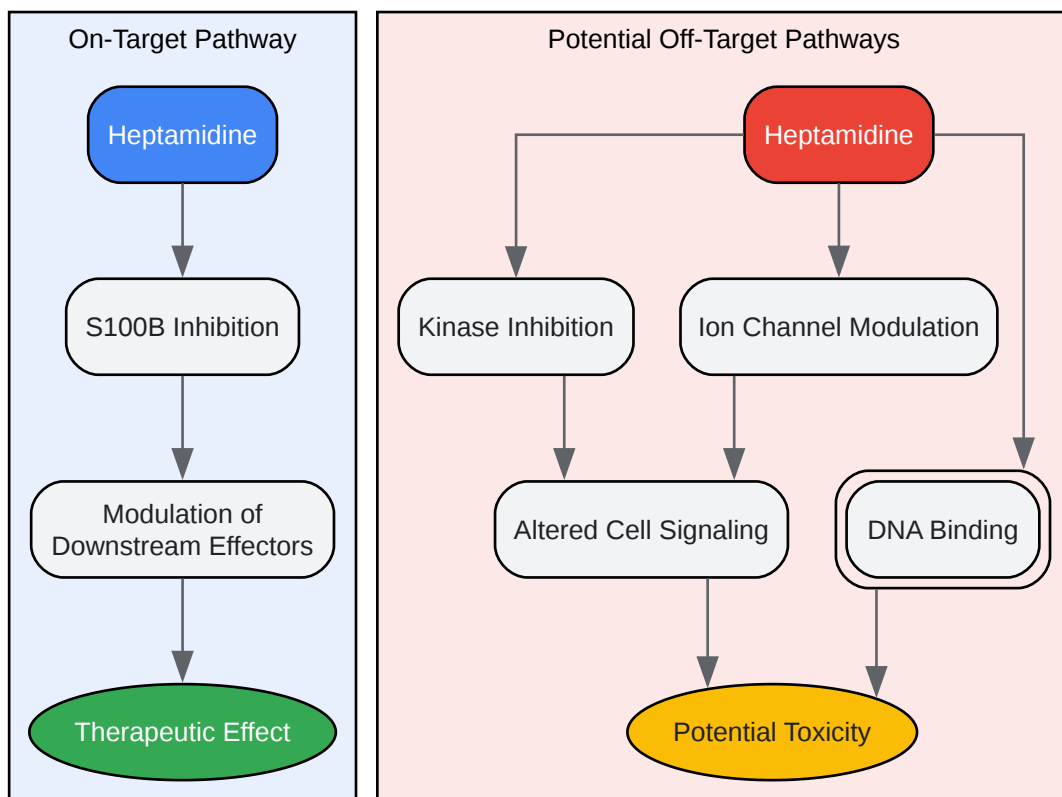 On-Target Pathway
Heptamidine
S100B Inhibition
Modulation of
Downstream Effectors
Therapeutic Effect
Potential Off-Target Pathways
Heptamidine
Kinase Inhibition
Ion Channel Modulation
Altered Cell Signaling
DNA Binding
Potential Toxicity